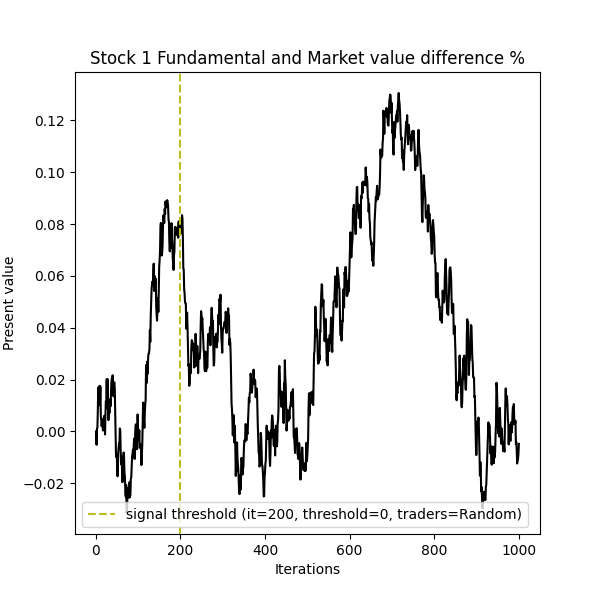 Stock 1 Fundamental and Market value difference %
Present value
0.12
0.10
0.08
0.06
0.04
0.02
0.00
−0.02
signal threshold (it=200, threshold=0, traders=Random)
0 200 400 600 800 1000
Iterations